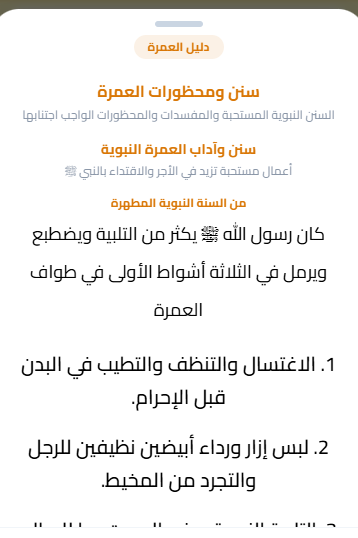 دليل العمرة
سنن ومحظورات العمرة
السنن النبوية المستحبة والمفسدات والمحظورات الواجب اجتنابها
سنن وآداب العمرة النبوية
أعمال مستحبة تزيد في الأجر والاقتداء بالنبي ﷺ
من السنة النبوية المطهرة
كان رسول الله ﷺ يكثر من التلبية ويضطبع
ويرمل في الثلاثة أشواط الأولى في طواف
العمرة
1. الاغتسال والتنظف والتطيب في البدن
قبل الإحرام.
2. لبس إزار ورداء أبيضين نظيفين للرجل
والتجرد من المخيط.